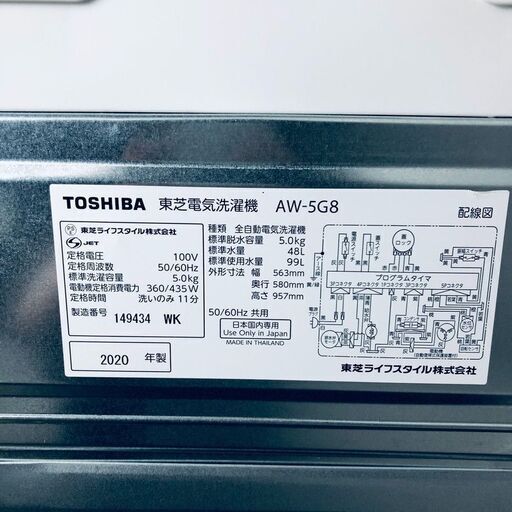 TOSHIBA 東芝電気洗濯機 AW-5G8
配線図
東芝ライフスタイル株式会社
JET
定格電圧 100V
定格周波数 50/60Hz
標準洗濯容量 5.0kg
電動機定格消費電力 360/435W
定格時間 洗いのみ 11分
製造番号 149434 WK
2020 年製
種類 全自動電気洗濯機
標準脱水容量 5.0kg
標準水量 48L
標準使用水量 99L
外形寸法 幅 563mm
奥行 580mm
高さ 957mm
50/60Hz 共用
日本国内専用
Use Only in Japan
MADE IN THAILAND
蓋
ロック
プログラムタイマ
東芝ライフスタイル株式会社